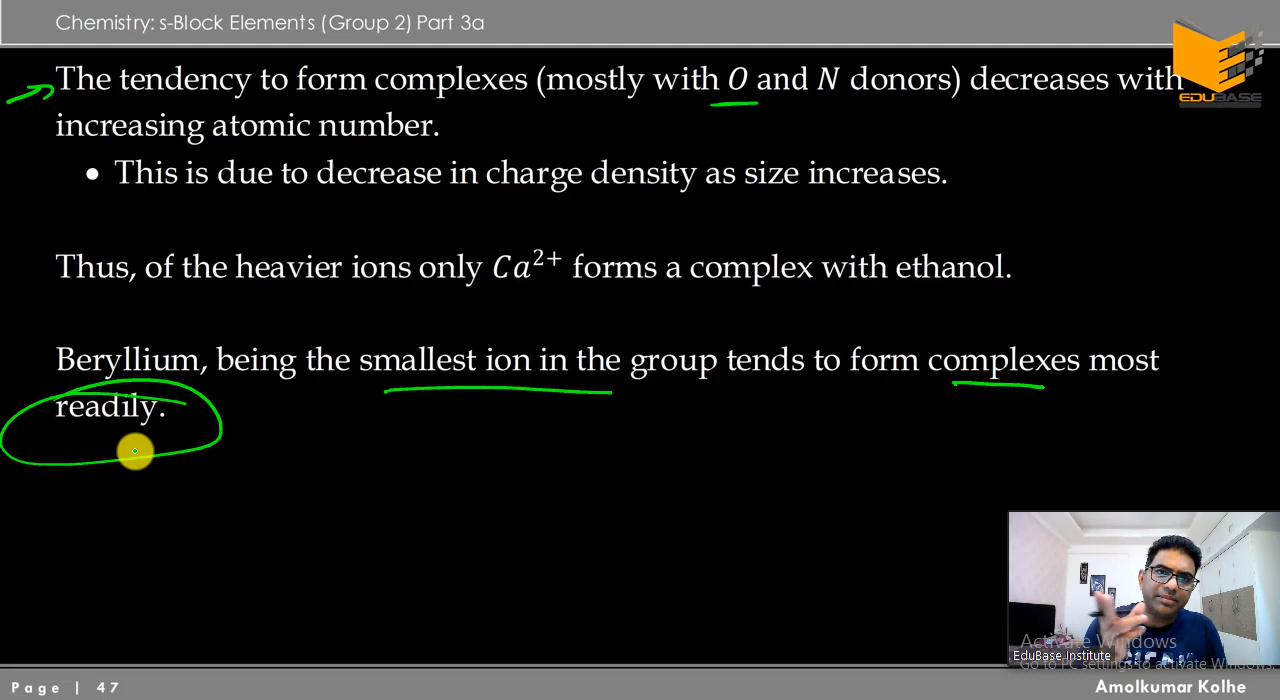 Chemistry: s-Block Elements (Group 2) Part 3a
EDUBASE
The tendency to form complexes (mostly with O and N donors) decreases with
increasing atomic number.
• This is due to decrease in charge density as size increases.
Thus, of the heavier ions only Ca²⁺ forms a complex with ethanol.
Beryllium, being the smallest ion in the group tends to form complexes most
readily.
Activate Windows
EduBase Institute
Go to PC settings to activate Windows.
Page | 47
Amolkumar Kolhe